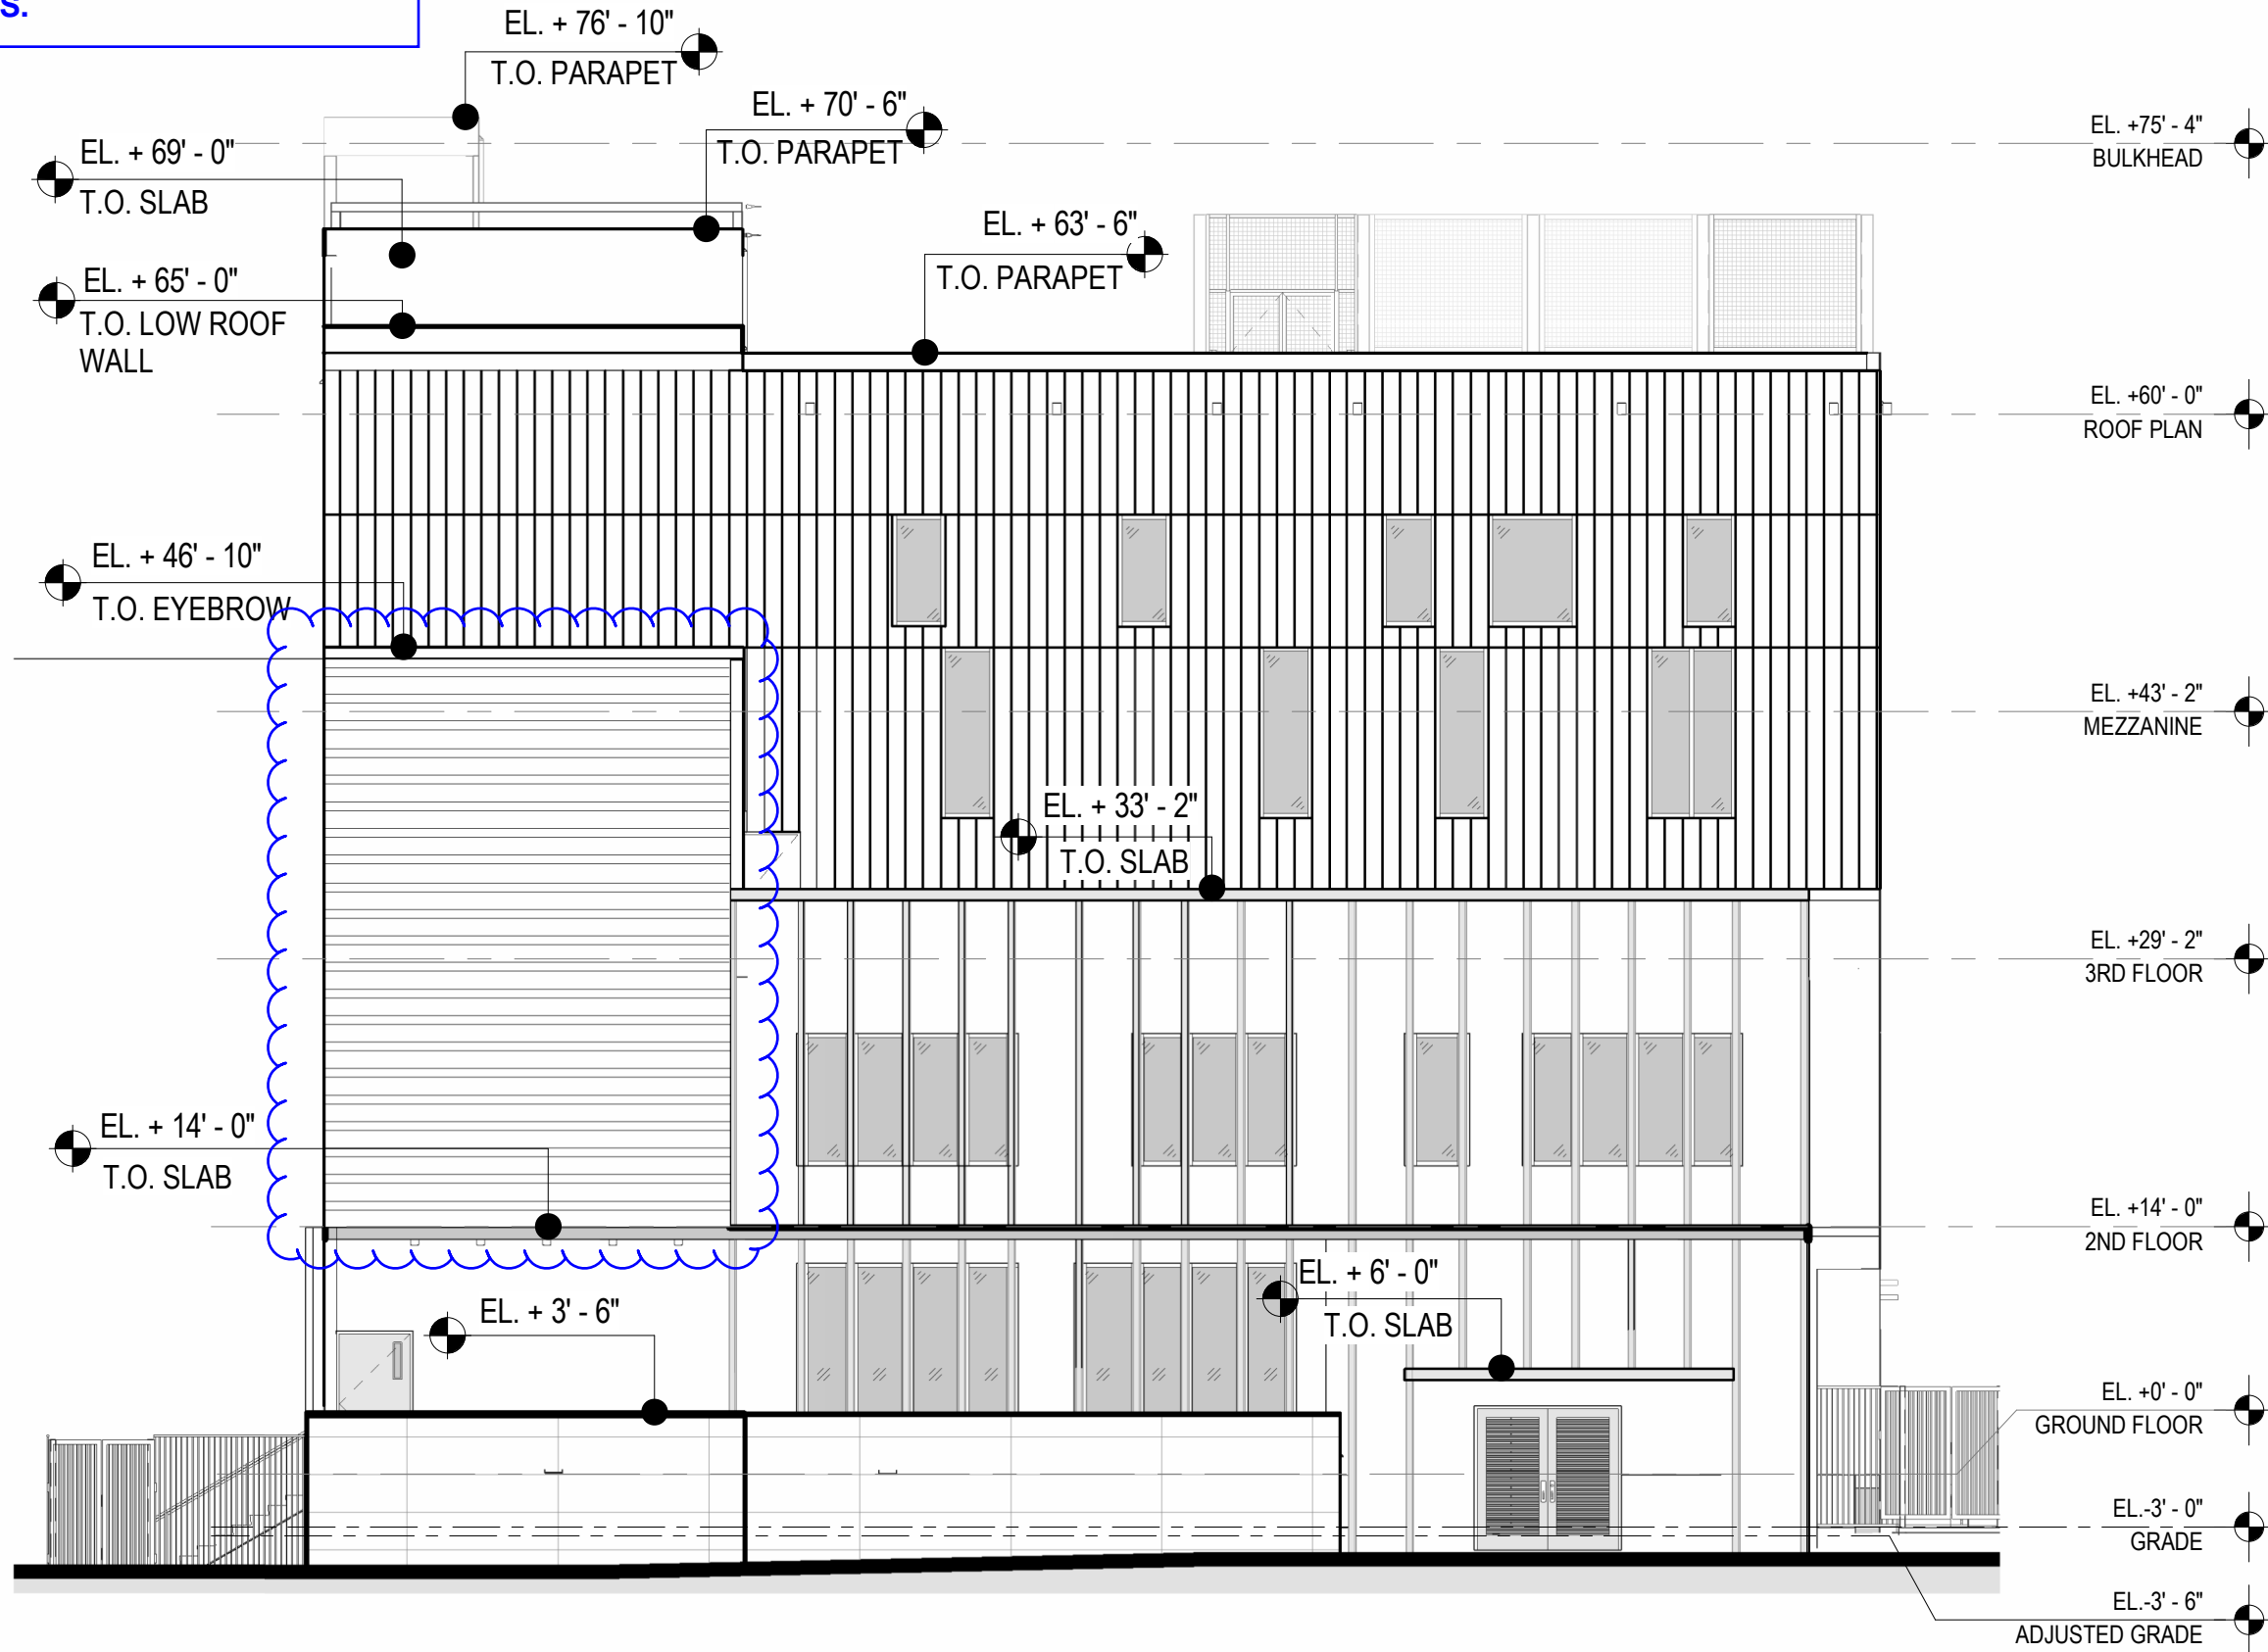 S.
EL. + 76' - 10"
T.O. PARAPET
EL. + 70' - 6"
T.O. PARAPET
EL. +75' - 4"
BULKHEAD
EL. + 69' - 0"
T.O. SLAB
EL. + 63' - 6"
T.O. PARAPET
EL. + 65' - 0"
T.O. LOW ROOF
WALL
EL. +60' - 0"
ROOF PLAN
EL. + 46' - 10"
T.O. EYEBROW
EL. +43' - 2"
MEZZANINE
EL. + 33' - 2"
T.O. SLAB
EL. +29' - 2"
3RD FLOOR
EL. + 14' - 0"
T.O. SLAB
EL. +14' - 0"
2ND FLOOR
EL. + 6' - 0"
T.O. SLAB
EL. + 3' - 6"
EL. +0' - 0"
GROUND FLOOR
EL.-3' - 0"
GRADE
EL.-3' - 6"
ADJUSTED GRADE